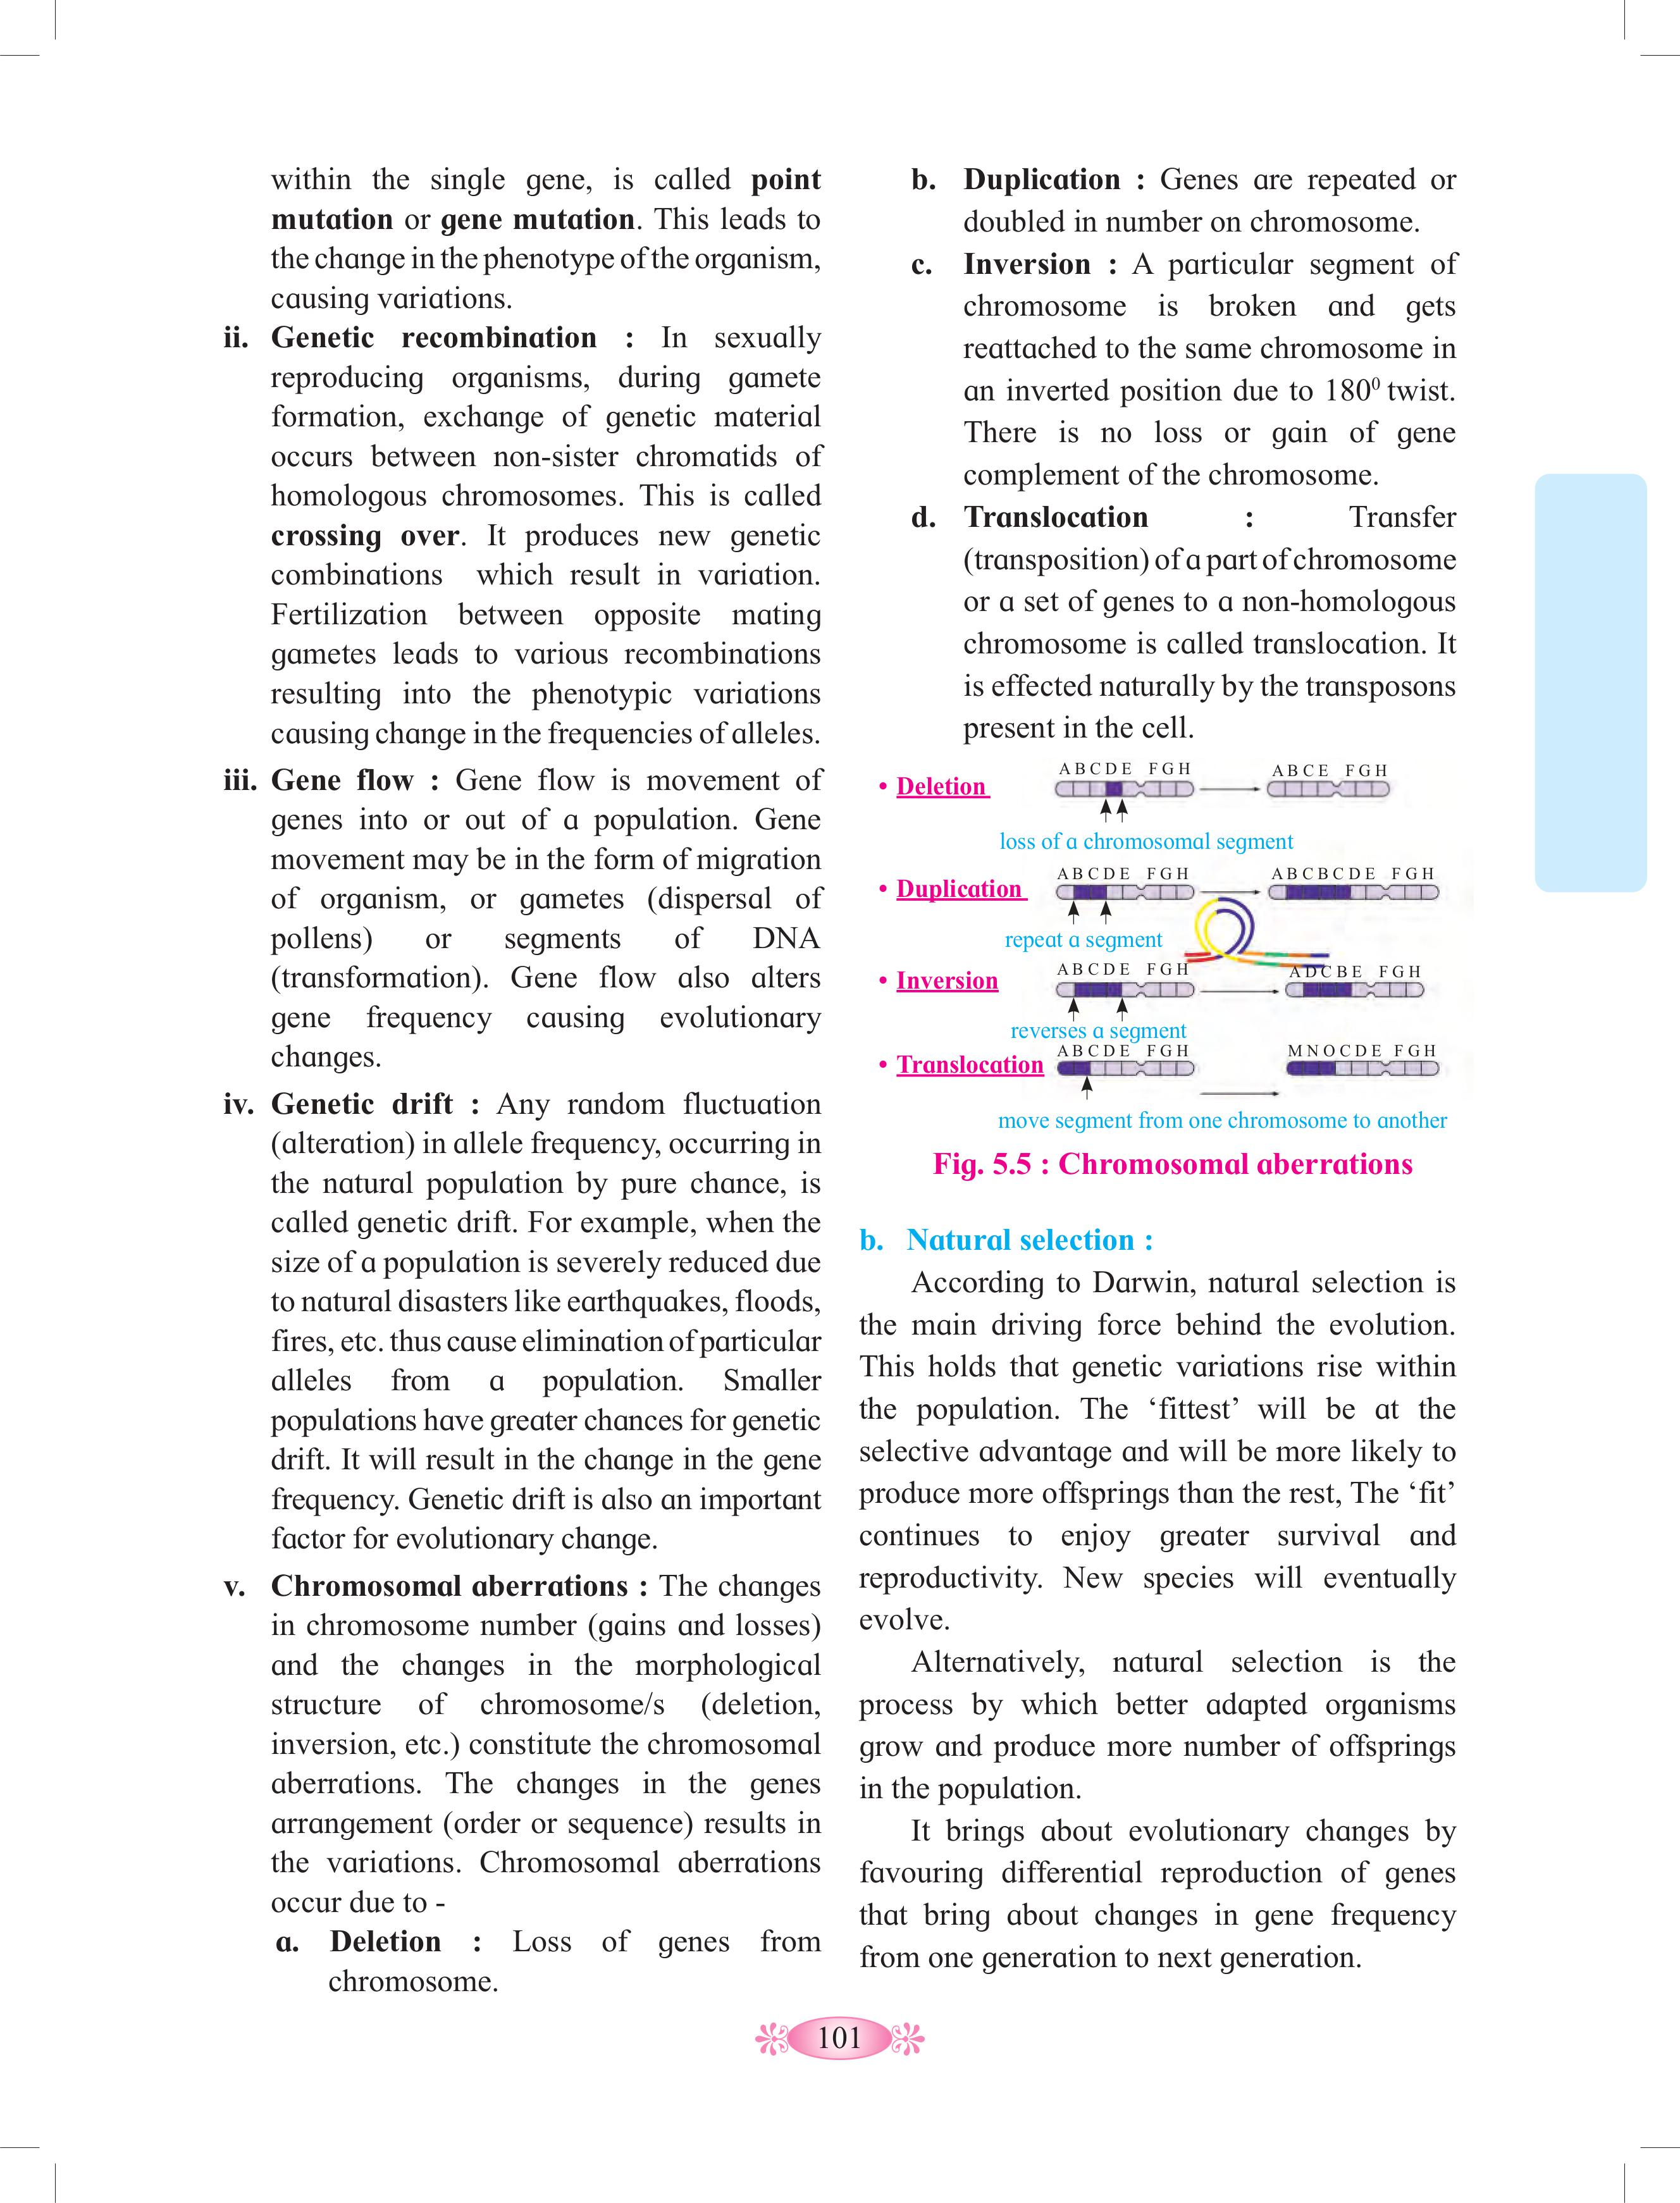 within the single gene, is called point
mutation or gene mutation. This leads to
the change in the phenotype of the organism,
causing variations.
ii. Genetic recombination : In sexually
reproducing organisms, during gamete
formation, exchange of genetic material
occurs between non-sister chromatids of
homologous chromosomes. This is called
crossing over. It produces new genetic
combinations which result in variation.
Fertilization between opposite mating
gametes leads to various recombinations
resulting into the phenotypic variations
causing change in the frequencies of alleles.
iii. Gene flow : Gene flow is movement of
genes into or out of a population. Gene
movement may be in the form of migration
of organism, or gametes (dispersal of
pollens) or segments of DNA
(transformation). Gene flow also alters
gene frequency causing evolutionary
changes.
iv. Genetic drift : Any random fluctuation
(alteration) in allele frequency, occurring in
the natural population by pure chance, is
called genetic drift. For example, when the
size of a population is severely reduced due
to natural disasters like earthquakes, floods,
fires, etc. thus cause elimination of particular
alleles from a population. Smaller
populations have greater chances for genetic
drift. It will result in the change in the gene
frequency. Genetic drift is also an important
factor for evolutionary change.
v. Chromosomal aberrations : The changes
in chromosome number (gains and losses)
and the changes in the morphological
structure of chromosome/s (deletion,
inversion, etc.) constitute the chromosomal
aberrations. The changes in the genes
arrangement (order or sequence) results in
the variations. Chromosomal aberrations
occur due to -
a. Deletion : Loss of genes from
chromosome.
b. Duplication : Genes are repeated or
doubled in number on chromosome.
c. Inversion : A particular segment of
chromosome is broken and gets
reattached to the same chromosome in
an inverted position due to 180⁰ twist.
There is no loss or gain of gene
complement of the chromosome.
d. Translocation : Transfer
(transposition) of a part of chromosome
or a set of genes to a non-homologous
chromosome is called translocation. It
is effected naturally by the transposons
present in the cell.
• Deletion A B C D E F G H A B C E F G H
loss of a chromosomal segment
• Duplication A B C D E F G H A B C B C D E F G H
repeat a segment
• Inversion A B C D E F G H A D C B E F G H
reverses a segment
• Translocation A B C D E F G H M N O C D E F G H
move segment from one chromosome to another
Fig. 5.5 : Chromosomal aberrations
b. Natural selection :
According to Darwin, natural selection is
the main driving force behind the evolution.
This holds that genetic variations rise within
the population. The ‘fittest’ will be at the
selective advantage and will be more likely to
produce more offsprings than the rest, The ‘fit’
continues to enjoy greater survival and
reproductivity. New species will eventually
evolve.
Alternatively, natural selection is the
process by which better adapted organisms
grow and produce more number of offsprings
in the population.
It brings about evolutionary changes by
favouring differential reproduction of genes
that bring about changes in gene frequency
from one generation to next generation.
101